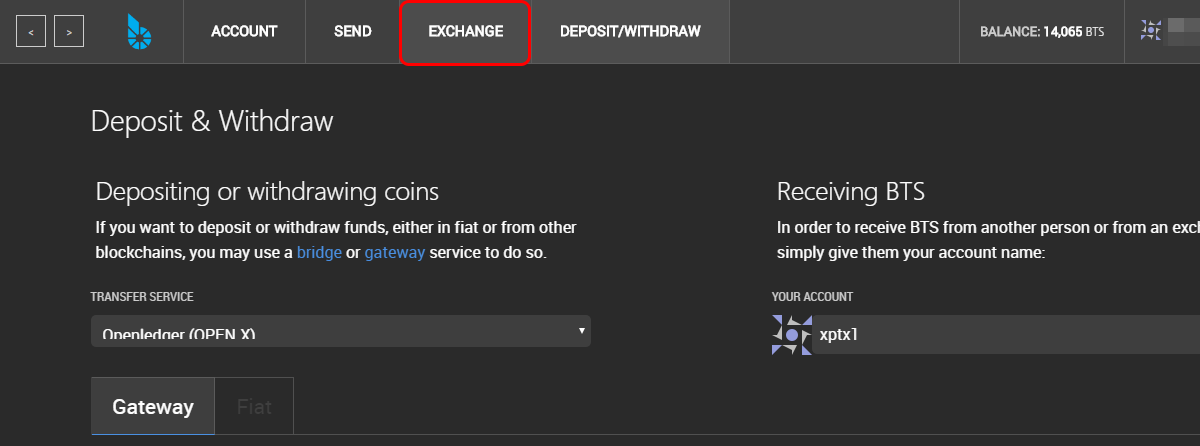 < > ACCOUNT SEND EXCHANGE DEPOSIT/WITHDRAW BALANCE: 14,065 BTS
Deposit & Withdraw
Depositing or withdrawing coins
If you want to deposit or withdraw funds, either in fiat or from other
blockchains, you may use a bridge or gateway service to do so.
TRANSFER SERVICE
Openledger (OPEN.X)
Gateway Fiat
Receiving BTS
In order to receive BTS from another person or from an exc
simply give them your account name:
YOUR ACCOUNT
xptx1